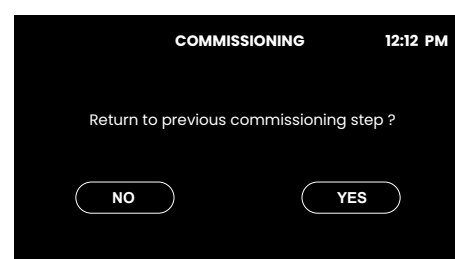 COMMISSIONING 12:12 PM
Return to previous commissioning step ?
NO YES